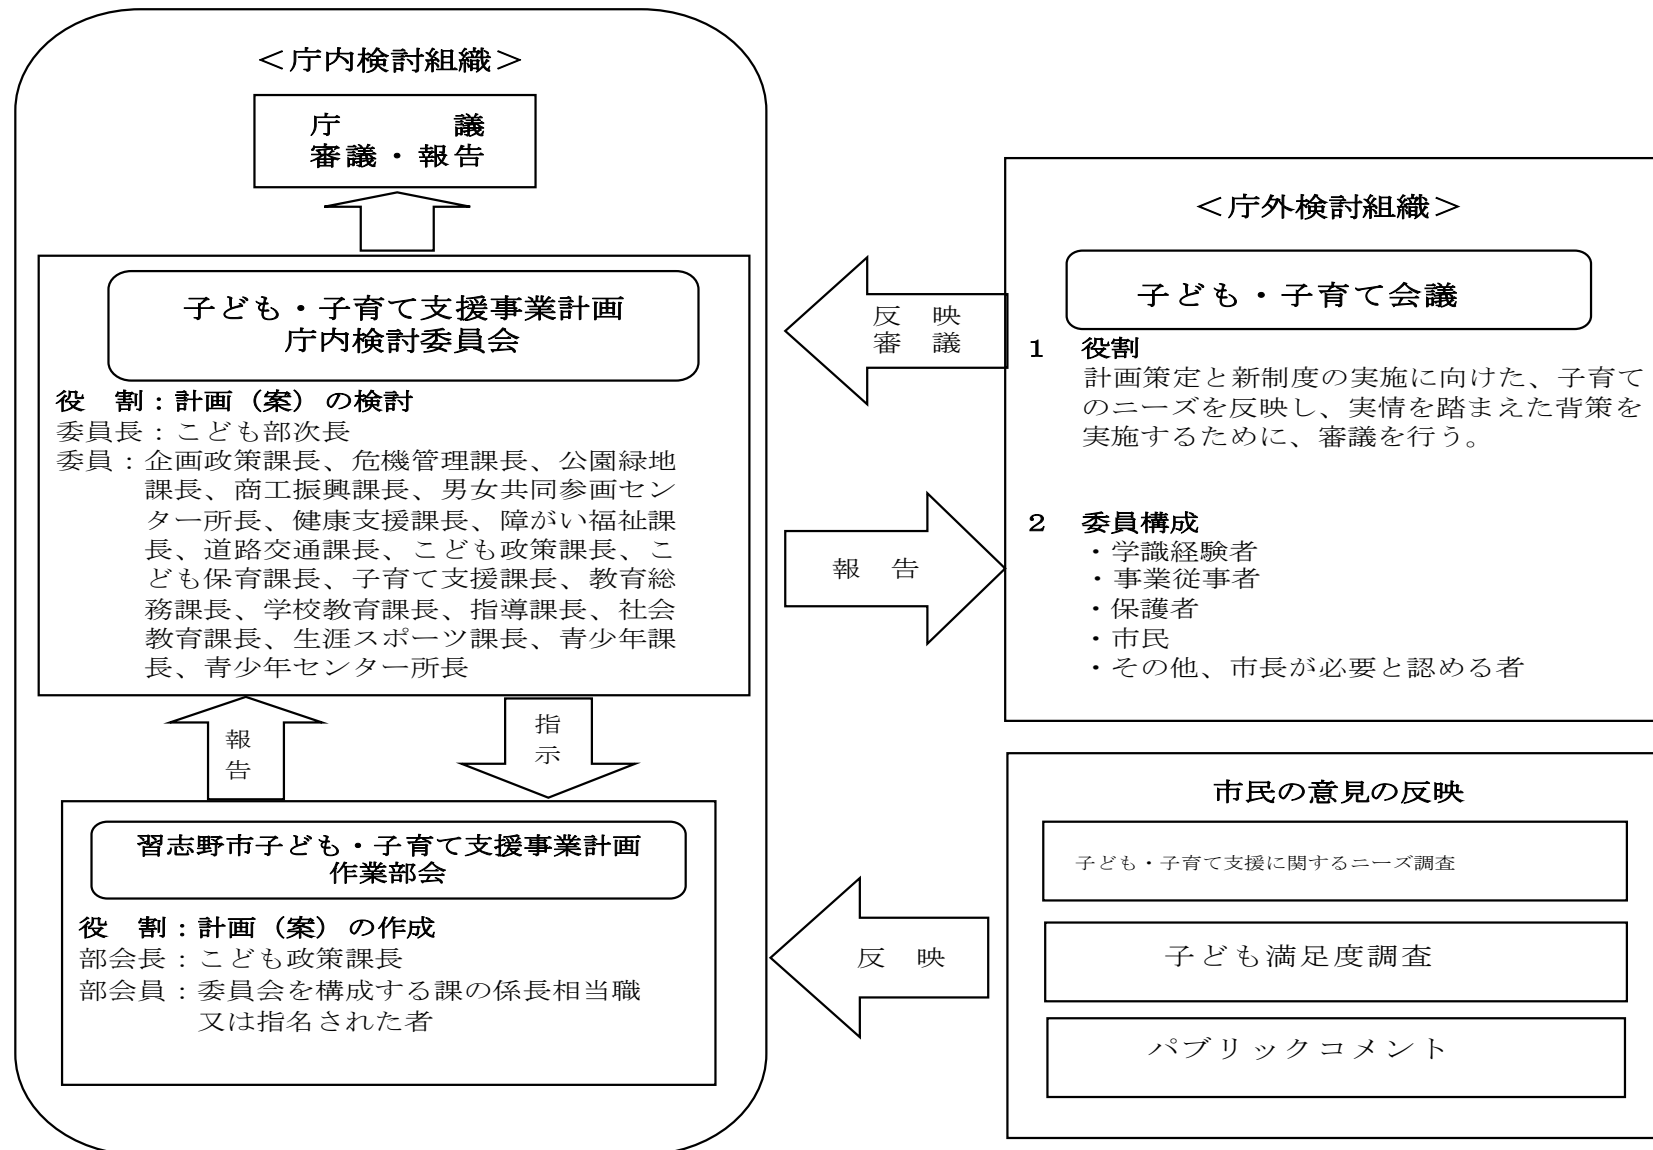 ＜庁内検討組織＞
庁　　　　議
審議・報告
子ども・子育て支援事業計画
庁内検討委員会
役　割：計画（案）の検討
委員長：こども部次長
委員：企画政策課長、危機管理課長、公園緑地
課長、商工振興課長、男女共同参画セン
ター所長、健康支援課長、障がい福祉課
長、道路交通課長、こども政策課長、こ
ども保育課長、子育て支援課長、教育総
務課長、学校教育課長、指導課長、社会
教育課長、生涯スポーツ課長、青少年課
長、青少年センター所長
報
告
指
示
習志野市子ども・子育て支援事業計画
作業部会
役　割：計画（案）の作成
部会長：こども政策課長
部会員：委員会を構成する課の係長相当職
又は指名された者
反　映
審　議
報　告
反　映
＜庁外検討組織＞
子ども・子育て会議
１　役割
計画策定と新制度の実施に向けた、子育て
のニーズを反映し、実情を踏まえた背策を
実施するために、審議を行う。
２　委員構成
・学識経験者
・事業従事者
・保護者
・市民
・その他、市長が必要と認める者
市民の意見の反映
子ども・子育て支援に関するニーズ調査
子ども満足度調査
パブリックコメント